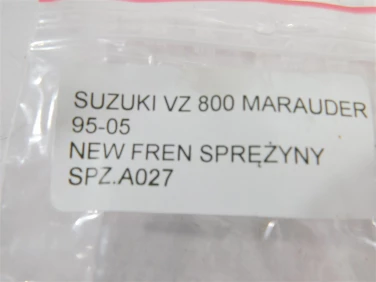 SUZUKI VZ 800 MARAUDER
95-05
NEW FREN SPRĘŻYNY
SPZ.A027